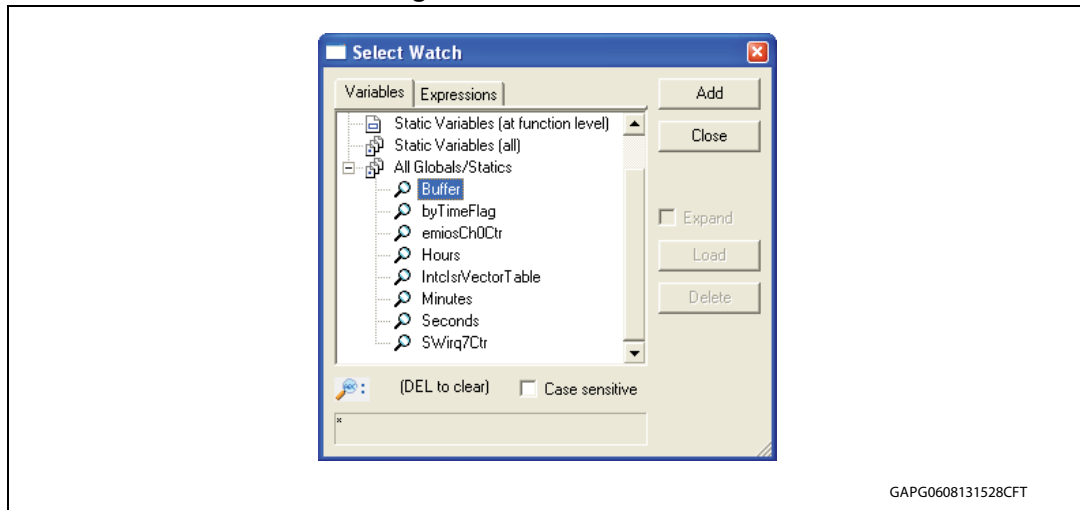 Select Watch
Variables
Expressions
Add
Static Variables (at function level)
Close
Static Variables (all)
All Globals/Statics
Buffer
byTimeFlag
Expand
emiosCh0Ctr
Hours
Load
IntcIsrVectorTable
Minutes
Delete
Seconds
SWirq7Ctr
(DEL to clear)
Case sensitive
*
GAPG0608131528CFT